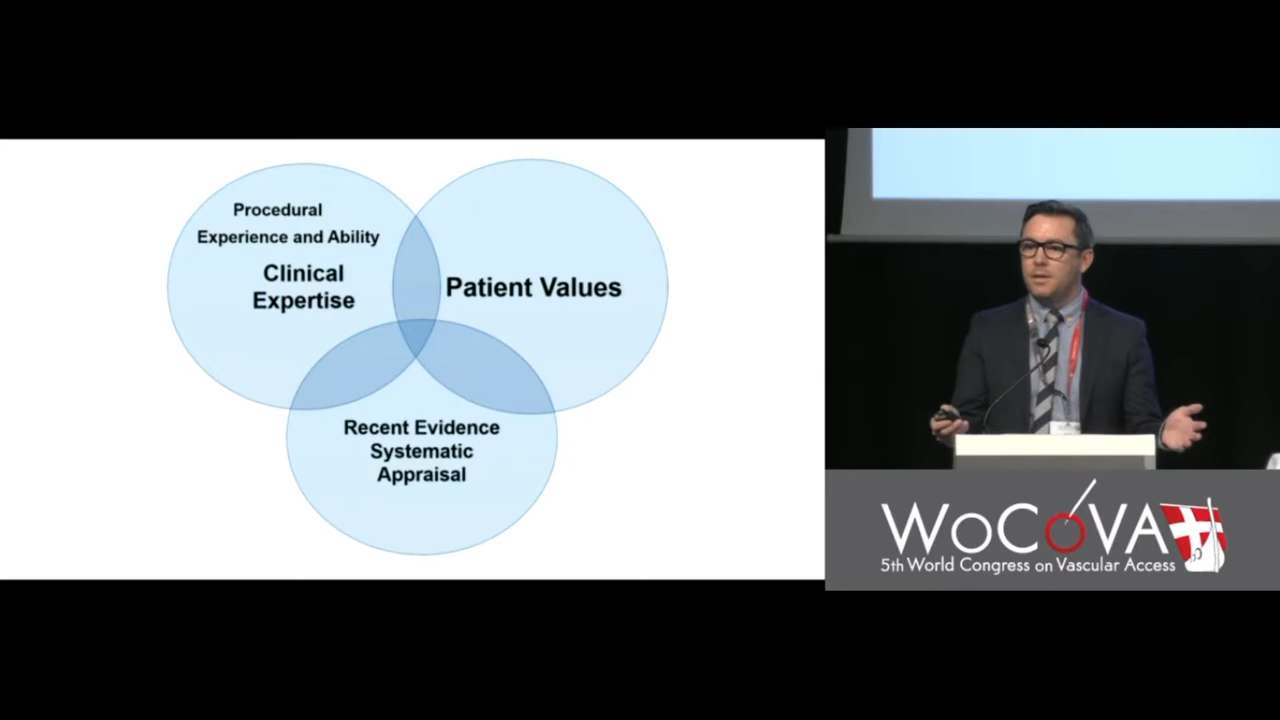 Procedural
Experience and Ability
Clinical
Expertise
Patient Values
Recent Evidence
Systematic
Appraisal
WoCoVA
5th World Congress on Vascular Access